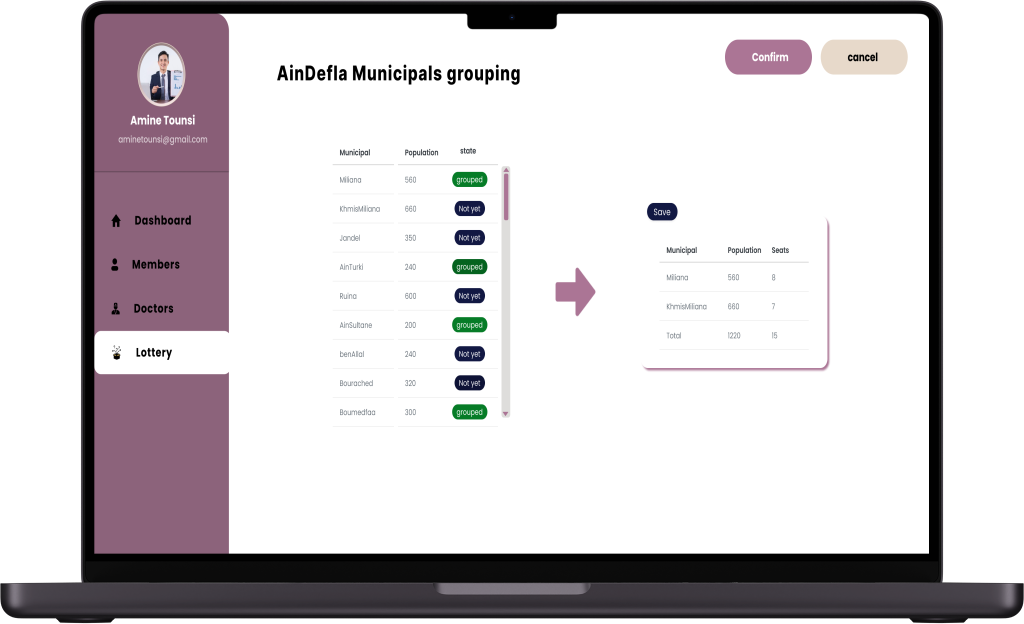 Amine Tounsi
aminetounsi@gmail.com
Dashboard
Members
Doctors
Lottery
AinDefla Municipals grouping
Confirm
cancel
Municipal Population state
Miliana 560 grouped
KhmisMiliana 660 Not yet
Jandel 350 Not yet
AinTurki 240 grouped
Ruina 600 Not yet
AinSultane 200 grouped
benAllal 240 Not yet
Bourached 320 Not yet
Boumedfaa 300 grouped
Save
Municipal Population Seats
Miliana 560 8
KhmisMiliana 660 7
Total 1220 15